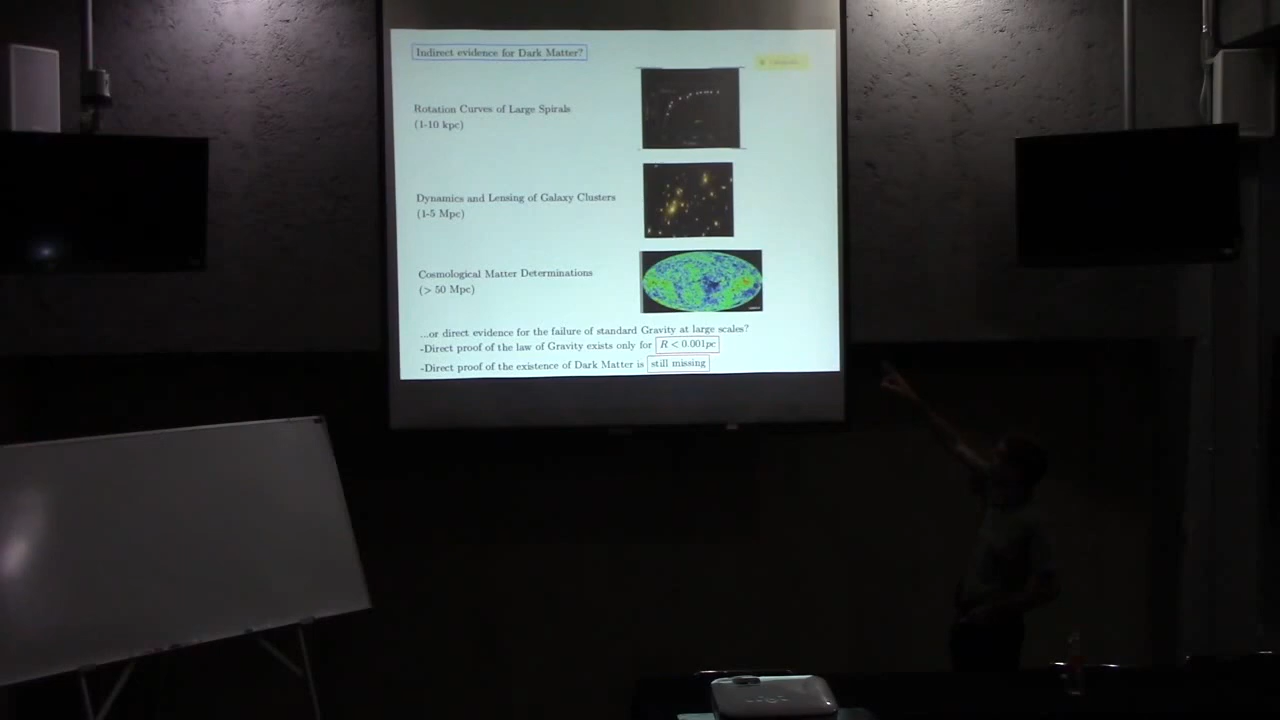 Indirect evidence for Dark Matter?
Rotation Curves of Large Spirals
(1-10 kpc)
Dynamics and Lensing of Galaxy Clusters
(1-5 Mpc)
Cosmological Matter Determinations
(> 50 Mpc)
...or direct evidence for the failure of standard Gravity at large scales?
-Direct proof of the law of Gravity exists only for R < 0.001pc
-Direct proof of the existence of Dark Matter is still missing